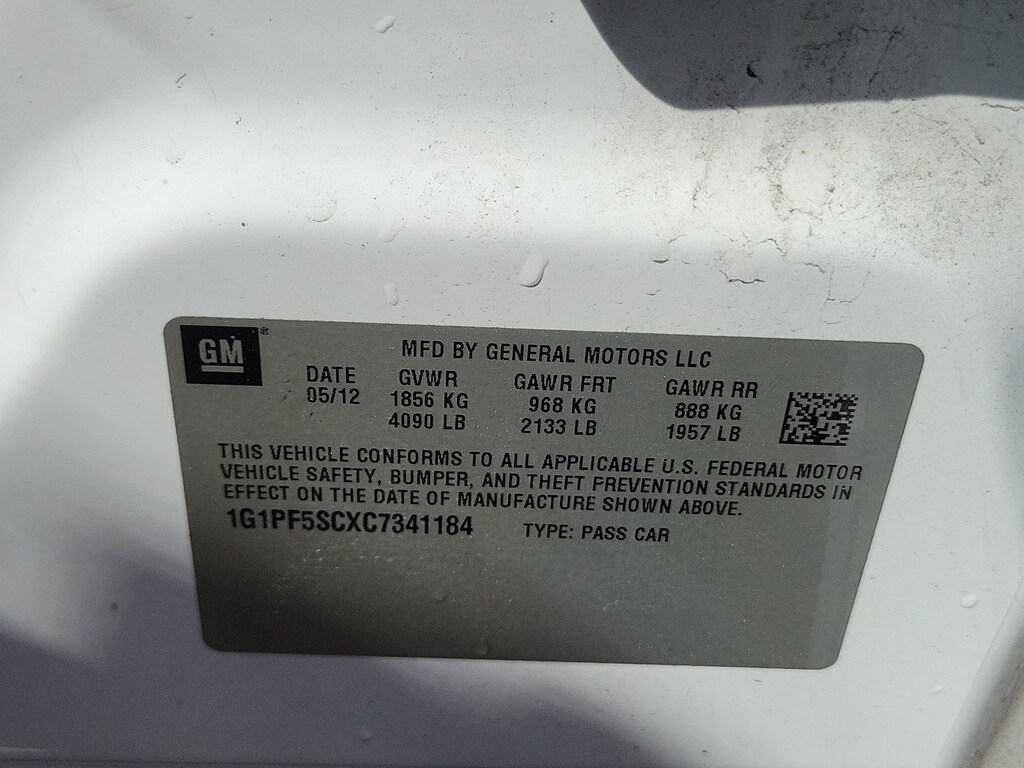 GM®
MFD BY GENERAL MOTORS LLC
DATE GVWR GAWR FRT GAWR RR
05/12 1856 KG 968 KG 888 KG
4090 LB 2133 LB 1957 LB
THIS VEHICLE CONFORMS TO ALL APPLICABLE U.S. FEDERAL MOTOR
VEHICLE SAFETY, BUMPER, AND THEFT PREVENTION STANDARDS IN
EFFECT ON THE DATE OF MANUFACTURE SHOWN ABOVE.
1G1PF5SCXC7341184 TYPE: PASS CAR